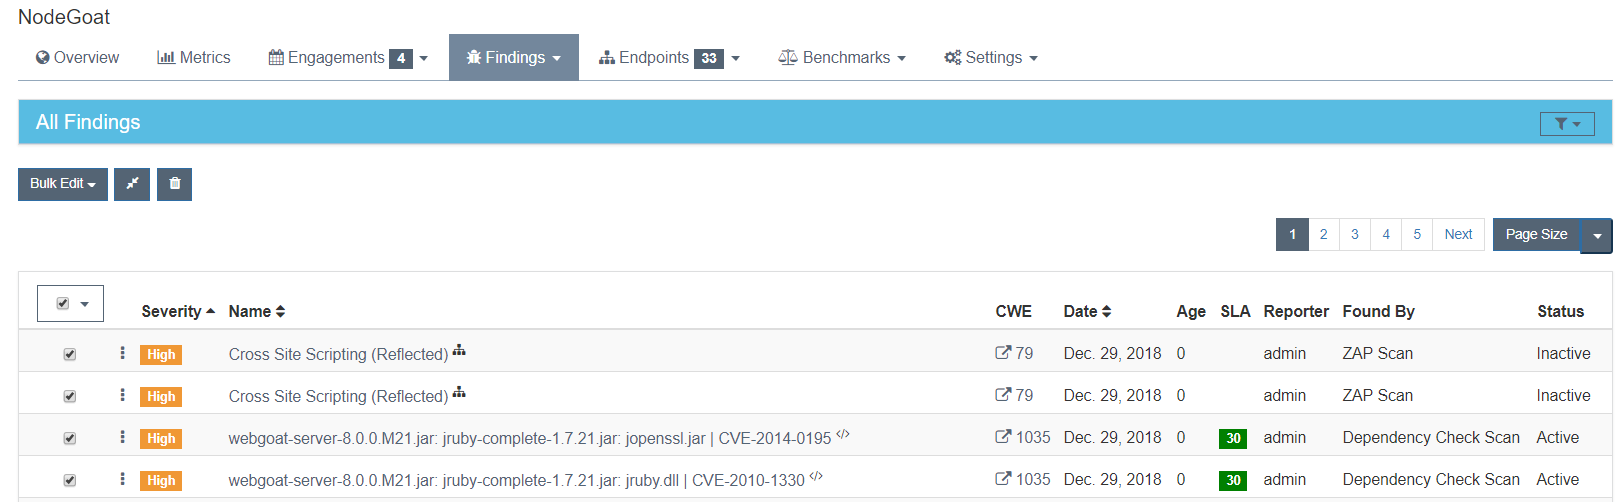 NodeGoat
Overview Metrics Engagements 4 Findings Endpoints 33 Benchmarks Settings
All Findings
Bulk Edit
1 2 3 4 5 Next Page Size
Severity Name CWE Date Age SLA Reporter Found By Status
High Cross Site Scripting (Reflected) 79 Dec. 29, 2018 0 admin ZAP Scan Inactive
High Cross Site Scripting (Reflected) 79 Dec. 29, 2018 0 admin ZAP Scan Inactive
High webgoat-server-8.0.0.M21.jar: jruby-complete-1.7.21.jar: jopenssl.jar | CVE-2014-0195 1035 Dec. 29, 2018 0 30 admin Dependency Check Scan Active
High webgoat-server-8.0.0.M21.jar: jruby-complete-1.7.21.jar: jruby.dll | CVE-2010-1330 1035 Dec. 29, 2018 0 30 admin Dependency Check Scan Active